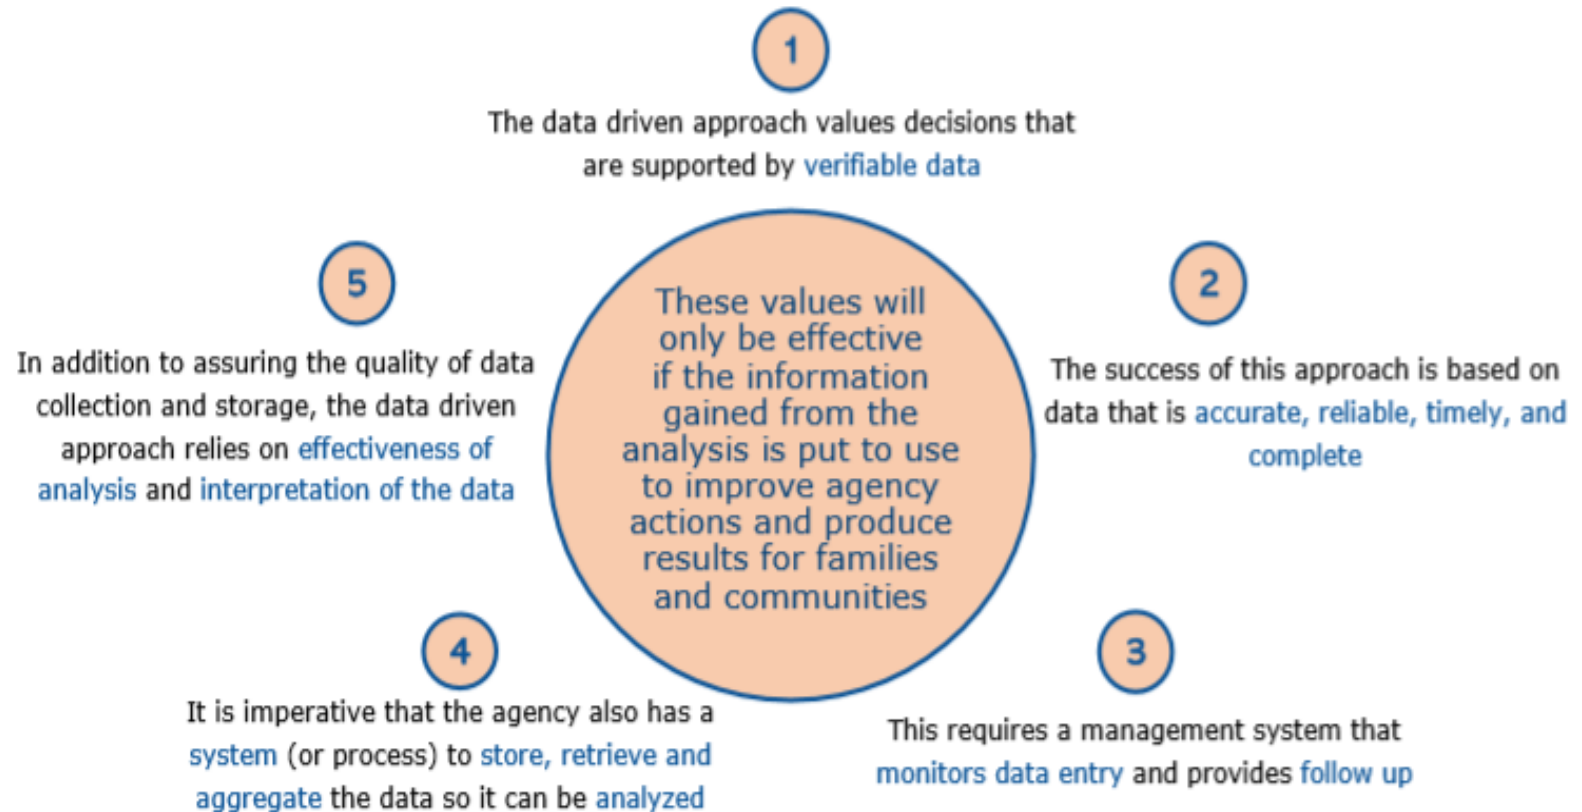 1
The data driven approach values decisions that
are supported by verifiable data
2
The success of this approach is based on
data that is accurate, reliable, timely, and
complete
3
This requires a management system that
monitors data entry and provides follow up
4
It is imperative that the agency also has a
system (or process) to store, retrieve and
aggregate the data so it can be analyzed
5
In addition to assuring the quality of data
collection and storage, the data driven
approach relies on effectiveness of
analysis and interpretation of the data
These values will
only be effective
if the information
gained from the
analysis is put to use
to improve agency
actions and produce
results for families
and communities